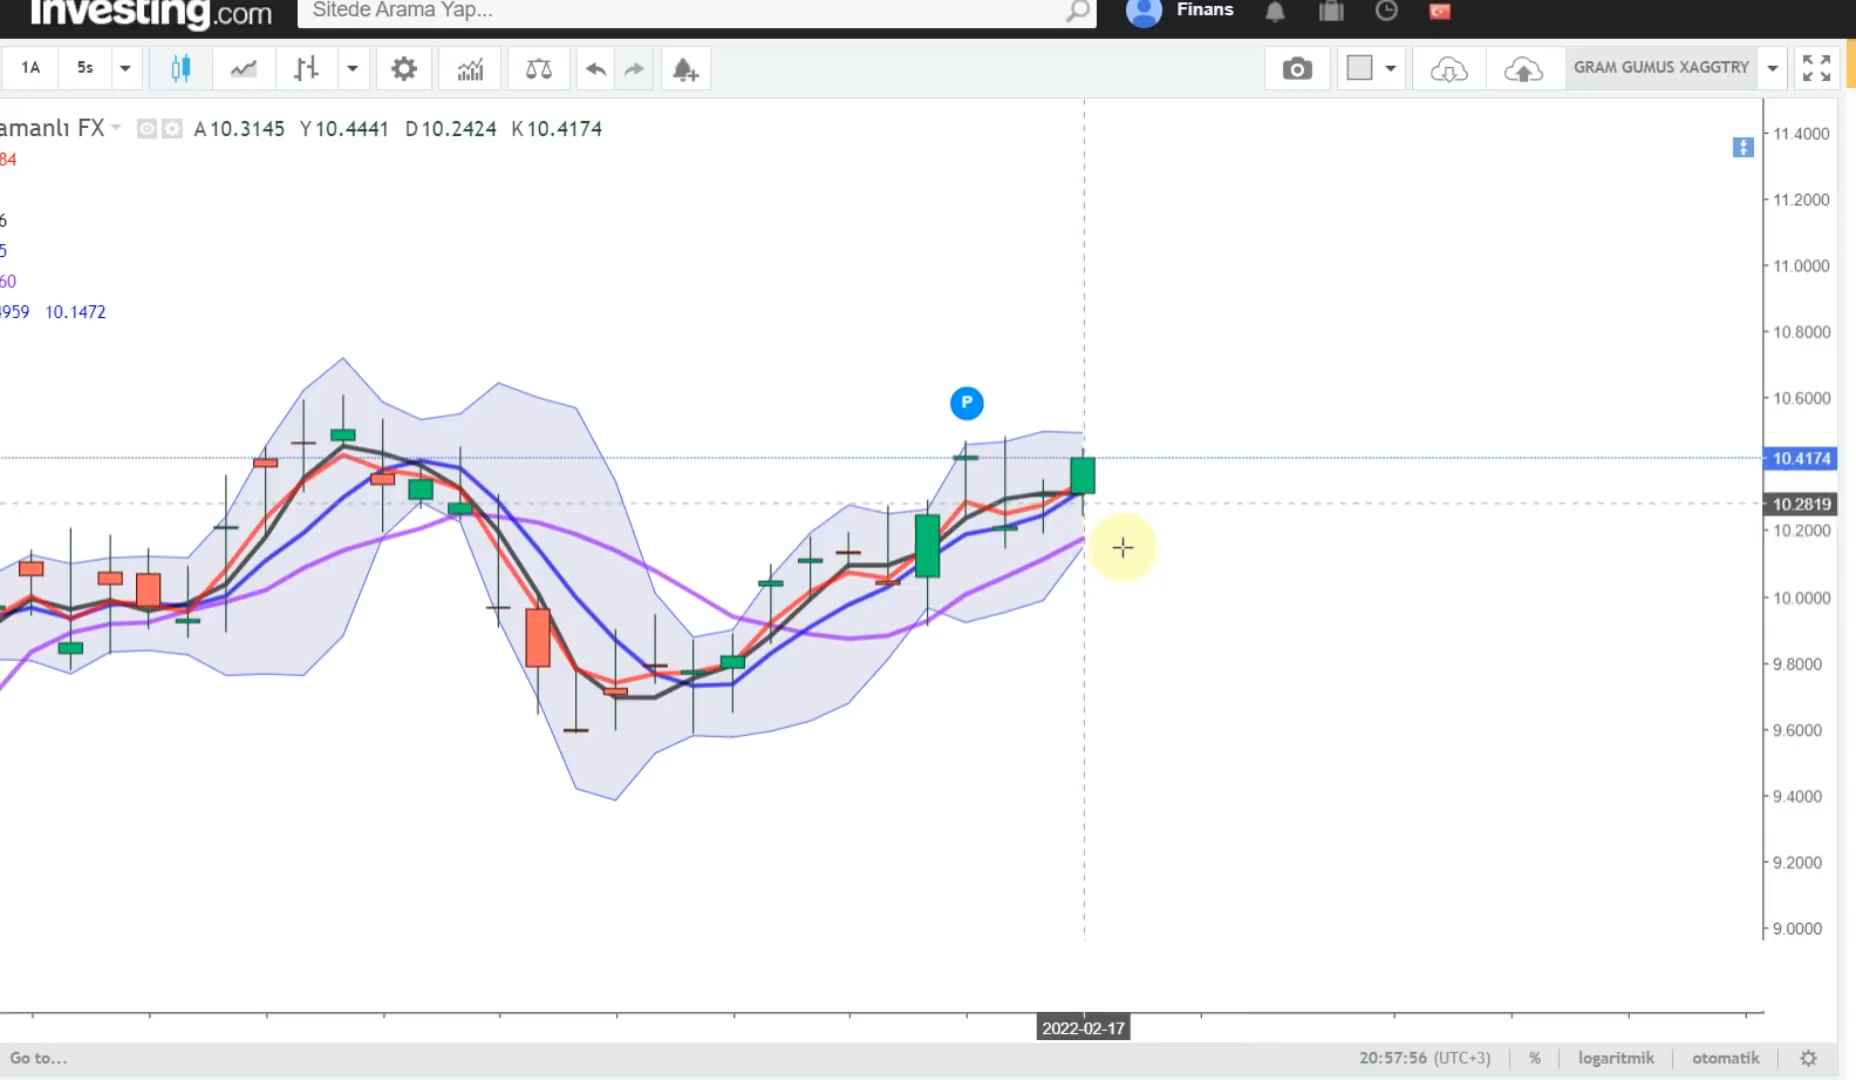 Investing.com
Sitede Arama Yap...
Finans
1A
5s
GRAM GUMUS XAGGTRY
amanlı FX
A 10.3145 Y 10.4441 D 10.2424 K 10.4174
84
6
5
60
4959 10.1472
P
11.4000
11.2000
11.0000
10.8000
10.6000
10.4174
10.2819
10.2000
10.0000
9.8000
9.6000
9.4000
9.2000
9.0000
2022-02-17
Go to...
20:57:56 (UTC+3)
%
logaritmik
otomatik